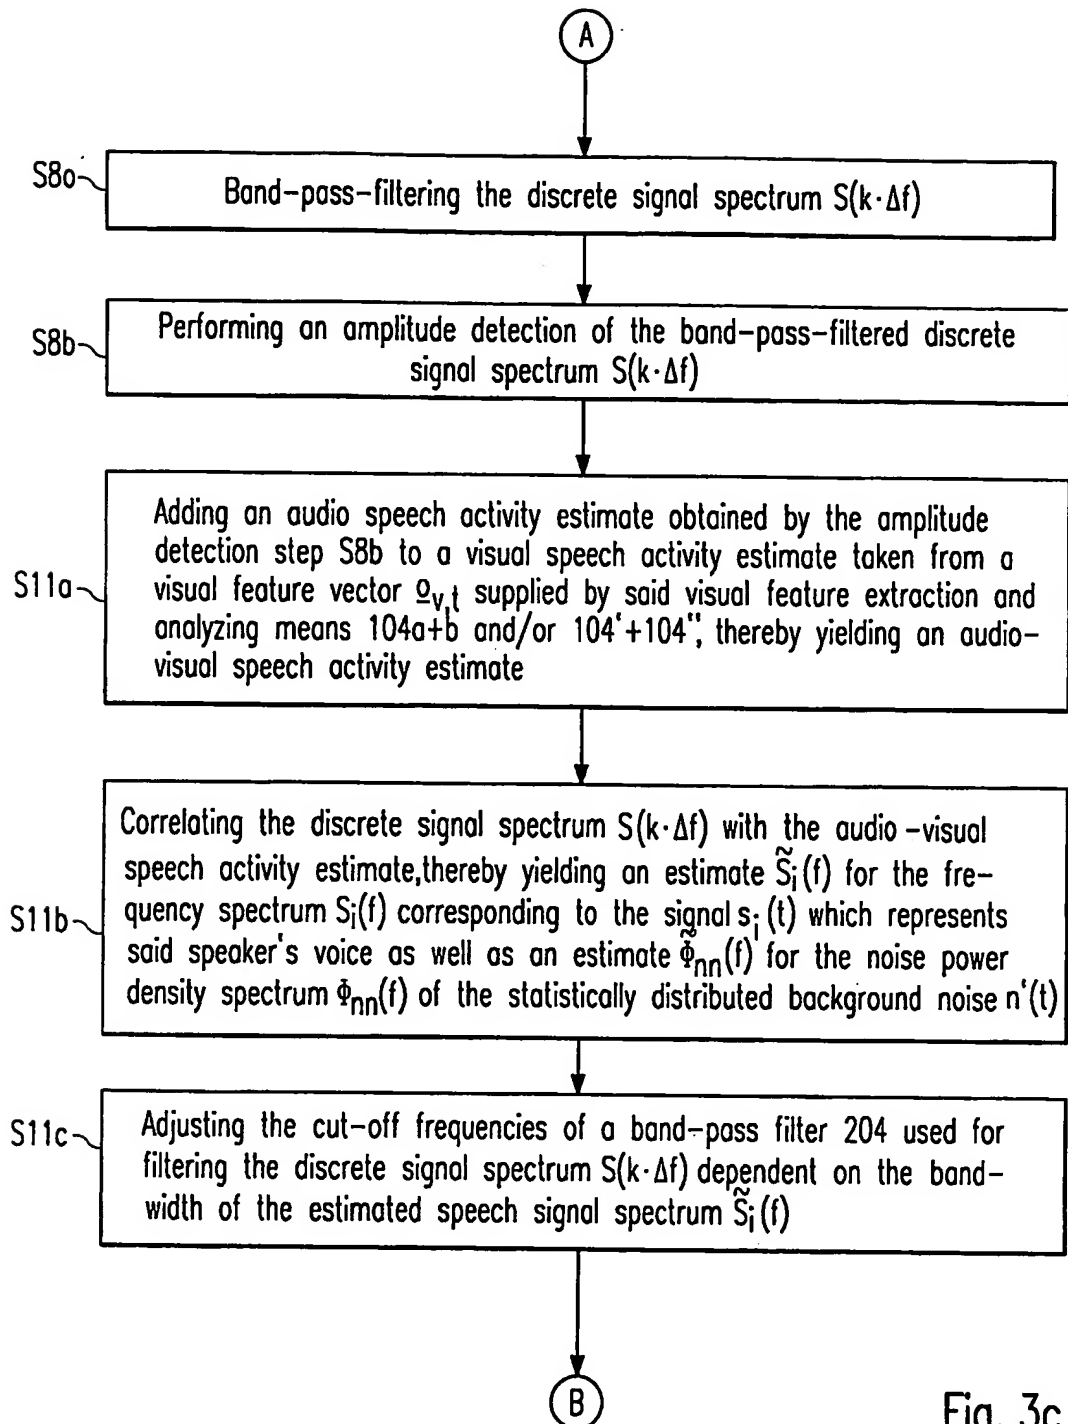 A
S8a
Band-pass-filtering the discrete signal spectrum S(k·Δf)
S8b
Performing an amplitude detection of the band-pass-filtered discrete
signal spectrum S(k·Δf)
S11a
Adding an audio speech activity estimate obtained by the amplitude
detection step S8b to a visual speech activity estimate taken from a
visual feature vector o̲v,t supplied by said visual feature extraction and
analyzing means 104a+b and/or 104'+104", thereby yielding an audio-
visual speech activity estimate
S11b
Correlating the discrete signal spectrum S(k·Δf) with the audio-visual
speech activity estimate,thereby yielding an estimate S̃i(f) for the fre-
quency spectrum Si(f) corresponding to the signal si(t) which represents
said speaker's voice as well as an estimate Φ̃nn(f) for the noise power
density spectrum Φnn(f) of the statistically distributed background noise n'(t)
S11c
Adjusting the cut-off frequencies of a band-pass filter 204 used for
filtering the discrete signal spectrum S(k·Δf) dependent on the band-
width of the estimated speech signal spectrum S̃i(f)
B
Fig. 3c